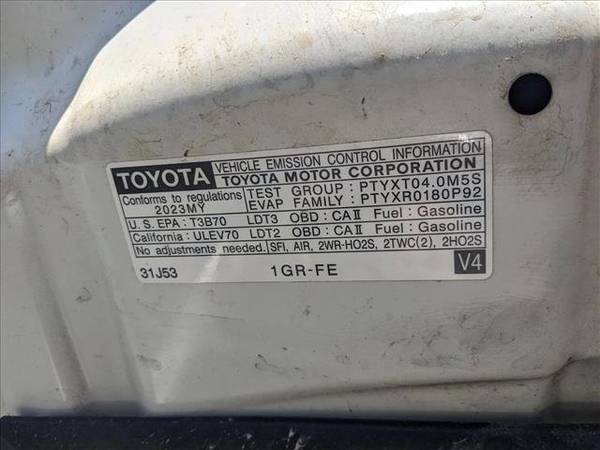 TOYOTA VEHICLE EMISSION CONTROL INFORMATION
TOYOTA MOTOR CORPORATION
Conforms to regulations TEST GROUP : PTYXT04.0M5S
2023MY EVAP FAMILY : PTYXR0180P92
U.S. EPA : T3B70 LDT3 OBD : CAⅡ Fuel : Gasoline
California : ULEV70 LDT2 OBD : CAⅡ Fuel : Gasoline
No adjustments needed. SFI, AIR, 2WR-HO2S, 2TWC(2), 2HO2S
31J53 1GR-FE V4